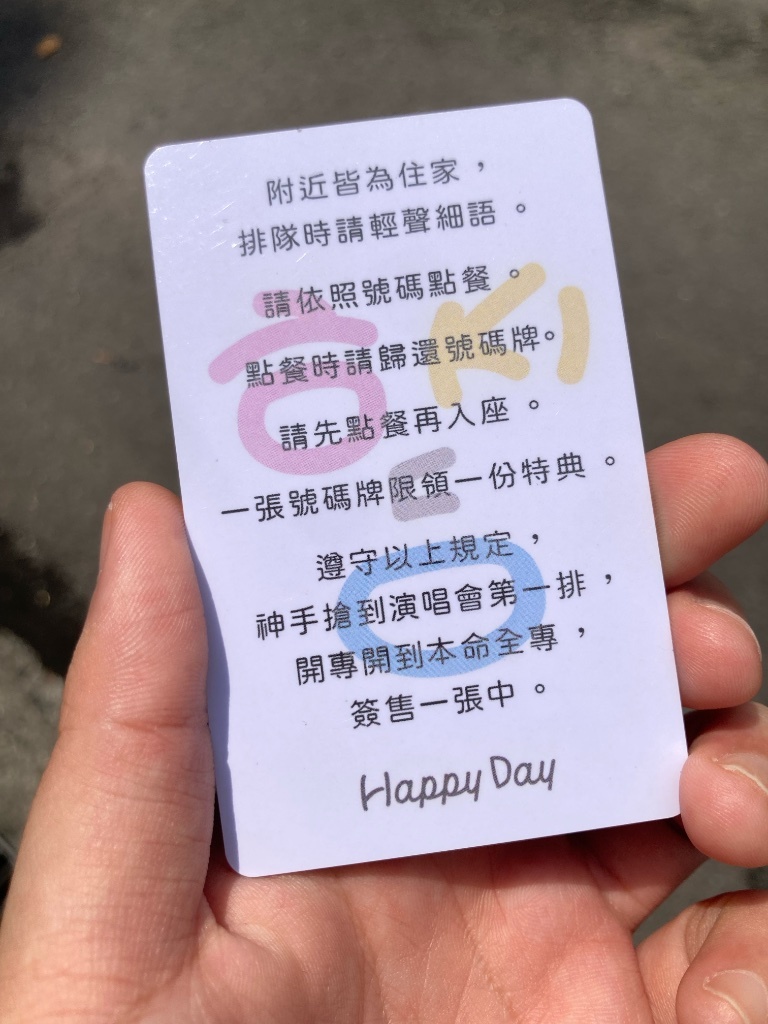 附近皆為住家，
排隊時請輕聲細語。
請依照號碼點餐。
點餐時請歸還號碼牌。
請先點餐再入座。
一張號碼牌限領一份特典。
遵守以上規定，
神手搶到演唱會第一排，
開專開到本命全專，
簽售一張中。
Happy Day